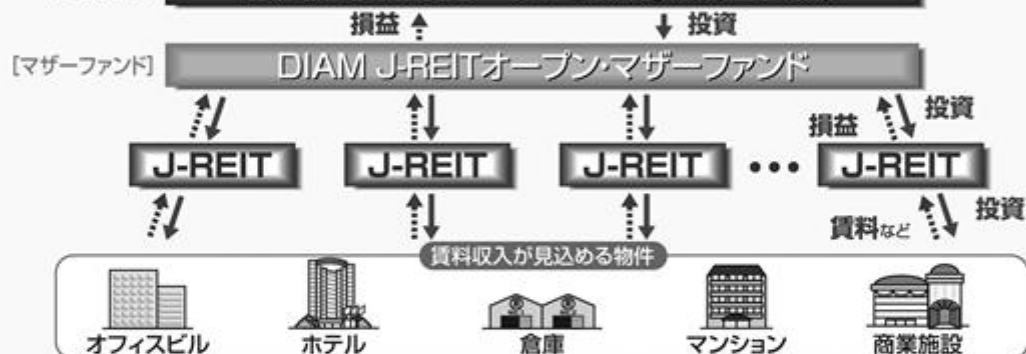 損益 投資
[マザーファンド] DIAM J-REITオープン・マザーファンド
投資
損益
J-REIT J-REIT J-REIT ••• J-REIT
投資
賃料など
賃料収入が見込める物件
オフィスビル ホテル 倉庫 マンション 商業施設